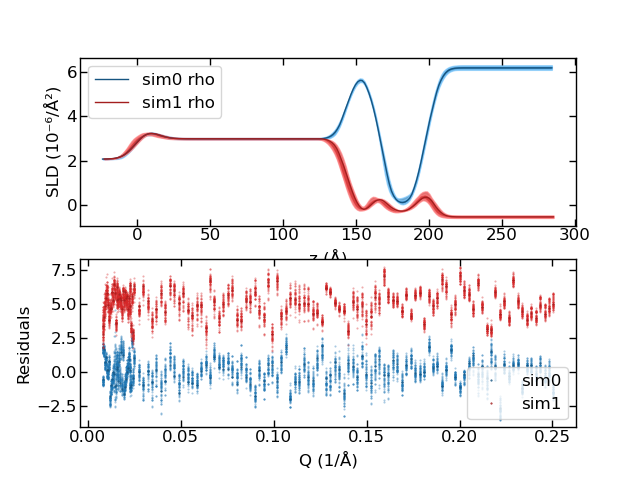 sim0 rho
sim1 rho
SLD (10⁻⁶/Å²)
6
4
2
0
0
50
100
150
200
250
300
z (Å)
Residuals
7.5
5.0
2.5
0.0
−2.5
sim0
sim1
0.00
0.05
0.10
0.15
0.20
0.25
Q (1/Å)